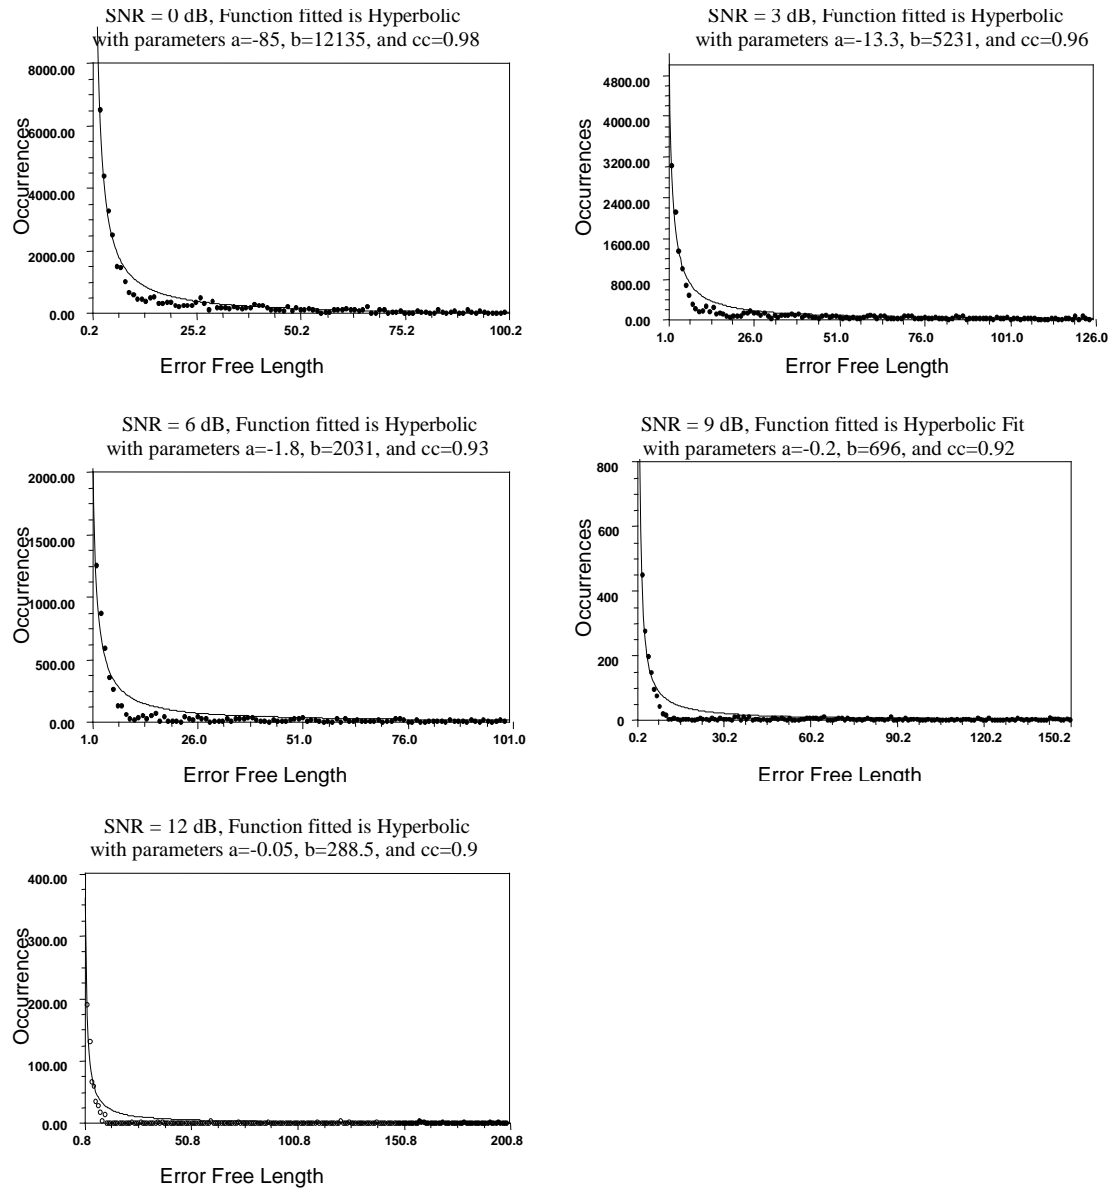 SNR = 0 dB, Function fitted is Hyperbolic
with parameters a=-85, b=12135, and cc=0.98
8000.00
6000.00
4000.00
2000.00
0.00
Occurrences
0.2 25.2 50.2 75.2 100.2
Error Free Length
SNR = 3 dB, Function fitted is Hyperbolic
with parameters a=-13.3, b=5231, and cc=0.96
4800.00
4000.00
3200.00
2400.00
1600.00
800.00
0.00
Occurrences
1.0 26.0 51.0 76.0 101.0 126.0
Error Free Length
SNR = 6 dB, Function fitted is Hyperbolic
with parameters a=-1.8, b=2031, and cc=0.93
2000.00
1500.00
1000.00
500.00
0.00
Occurrences
1.0 26.0 51.0 76.0 101.0
Error Free Length
SNR = 9 dB, Function fitted is Hyperbolic Fit
with parameters a=-0.2, b=696, and cc=0.92
800
600
400
200
0
Occurrences
0.2 30.2 60.2 90.2 120.2 150.2
Error Free Length
SNR = 12 dB, Function fitted is Hyperbolic
with parameters a=-0.05, b=288.5, and cc=0.9
400.00
300.00
200.00
100.00
0.00
Occurrences
0.8 50.8 100.8 150.8 200.8
Error Free Length